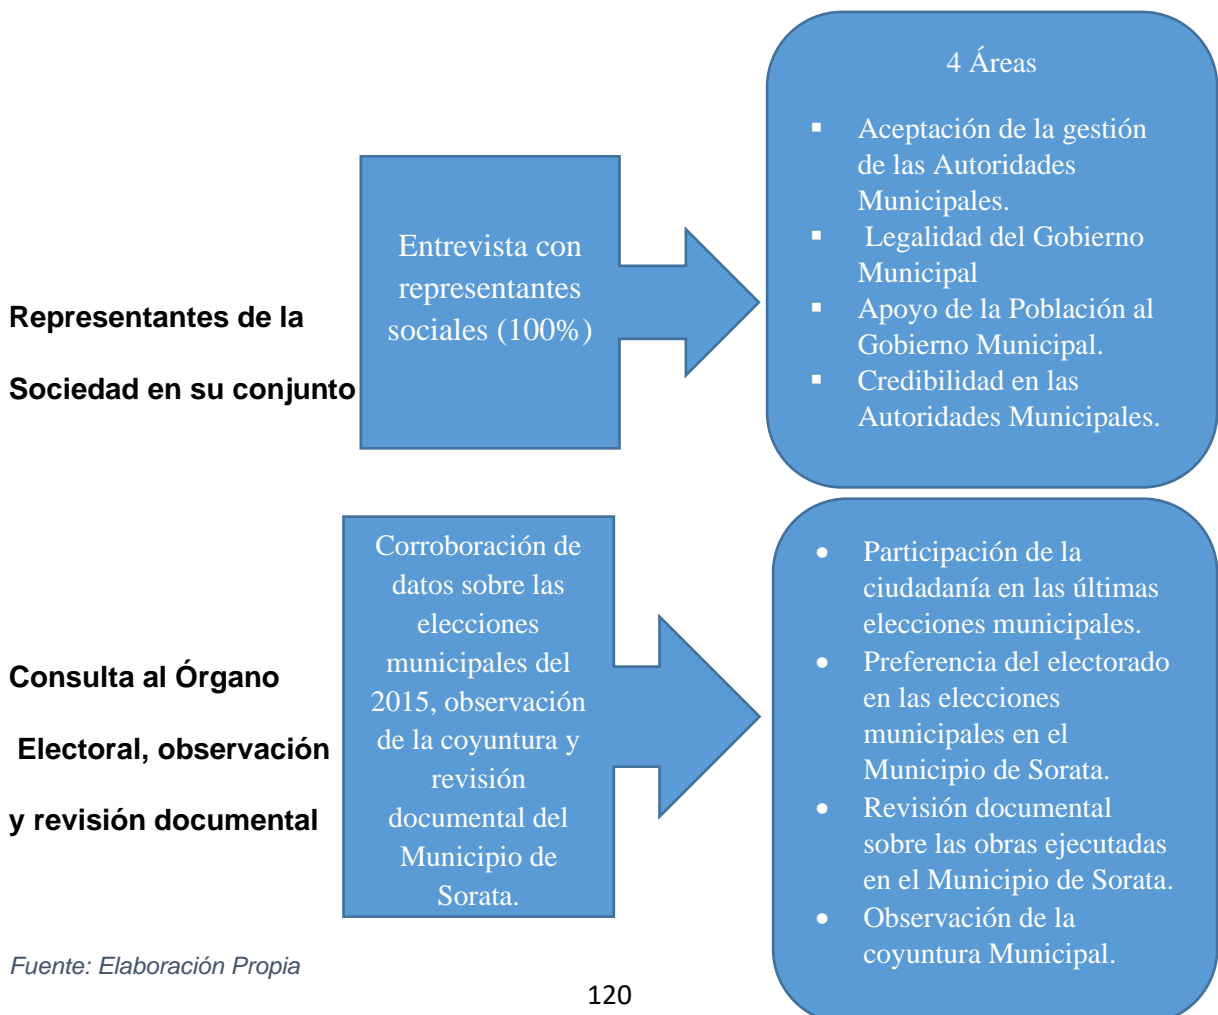 Representantes de la
Sociedad en su conjunto
Entrevista con
representantes
sociales (100%)
4 Áreas
▪ Aceptación de la gestión
de las Autoridades
Municipales.
▪ Legalidad del Gobierno
Municipal
▪ Apoyo de la Población al
Gobierno Municipal.
▪ Credibilidad en las
Autoridades Municipales.
Consulta al Órgano
Electoral, observación
y revisión documental
Corroboración de
datos sobre las
elecciones
municipales del
2015, observación
de la coyuntura y
revisión
documental del
Municipio de
Sorata.
• Participación de la
ciudadanía en las últimas
elecciones municipales.
• Preferencia del electorado
en las elecciones
municipales en el
Municipio de Sorata.
• Revisión documental
sobre las obras ejecutadas
en el Municipio de Sorata.
• Observación de la
coyuntura Municipal.
Fuente: Elaboración Propia
120